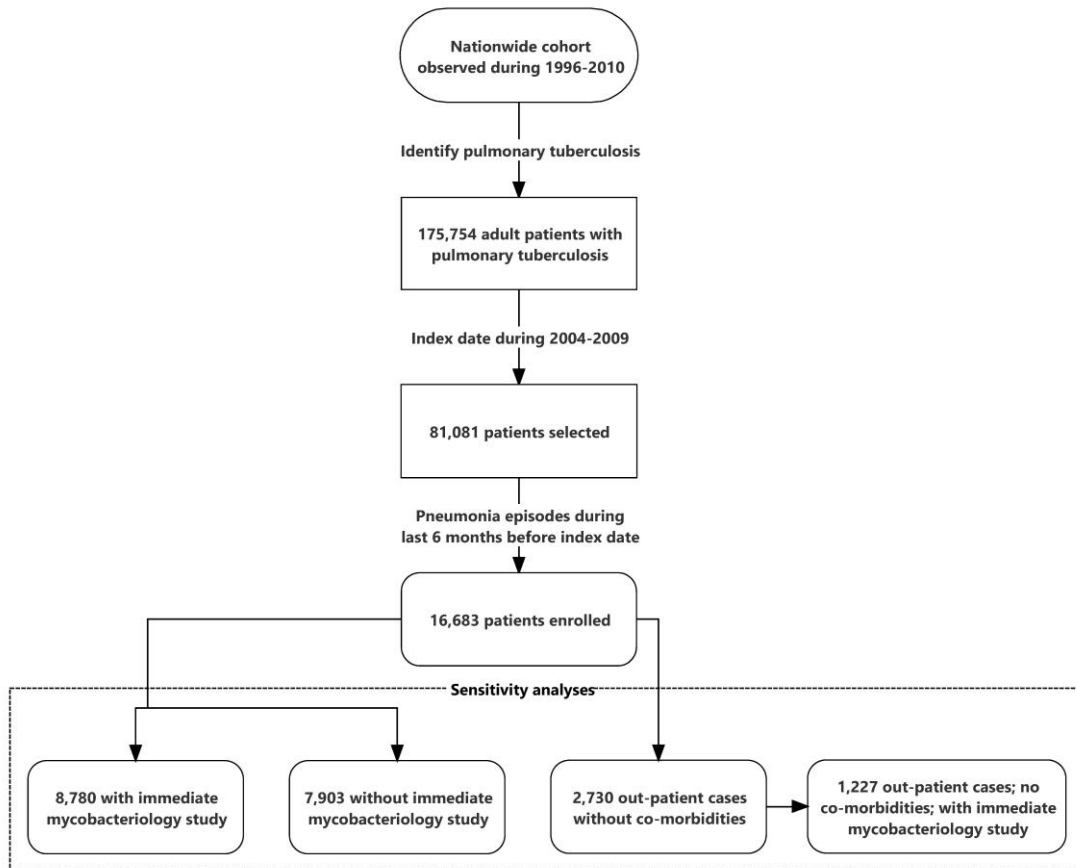 Nationwide cohort
observed during 1996-2010
Identify pulmonary tuberculosis
175,754 adult patients with
pulmonary tuberculosis
Index date during 2004-2009
81,081 patients selected
Pneumonia episodes during
last 6 months before index date
16,683 patients enrolled
Sensitivity analyses
8,780 with immediate
mycobacteriology study
7,903 without immediate
mycobacteriology study
2,730 out-patient cases
without co-morbidities
1,227 out-patient cases; no
co-morbidities; with immediate
mycobacteriology study